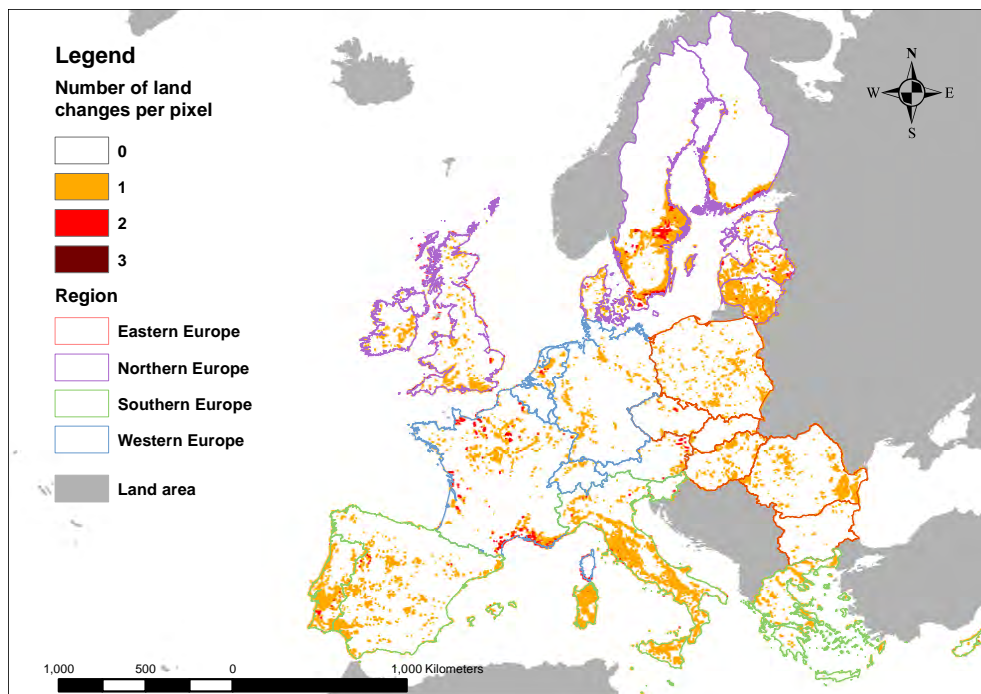 Legend
Number of land
changes per pixel
0
1
2
3
Region
Eastern Europe
Northern Europe
Southern Europe
Western Europe
Land area
N
W E
S
1,000 500 0 1,000 Kilometers